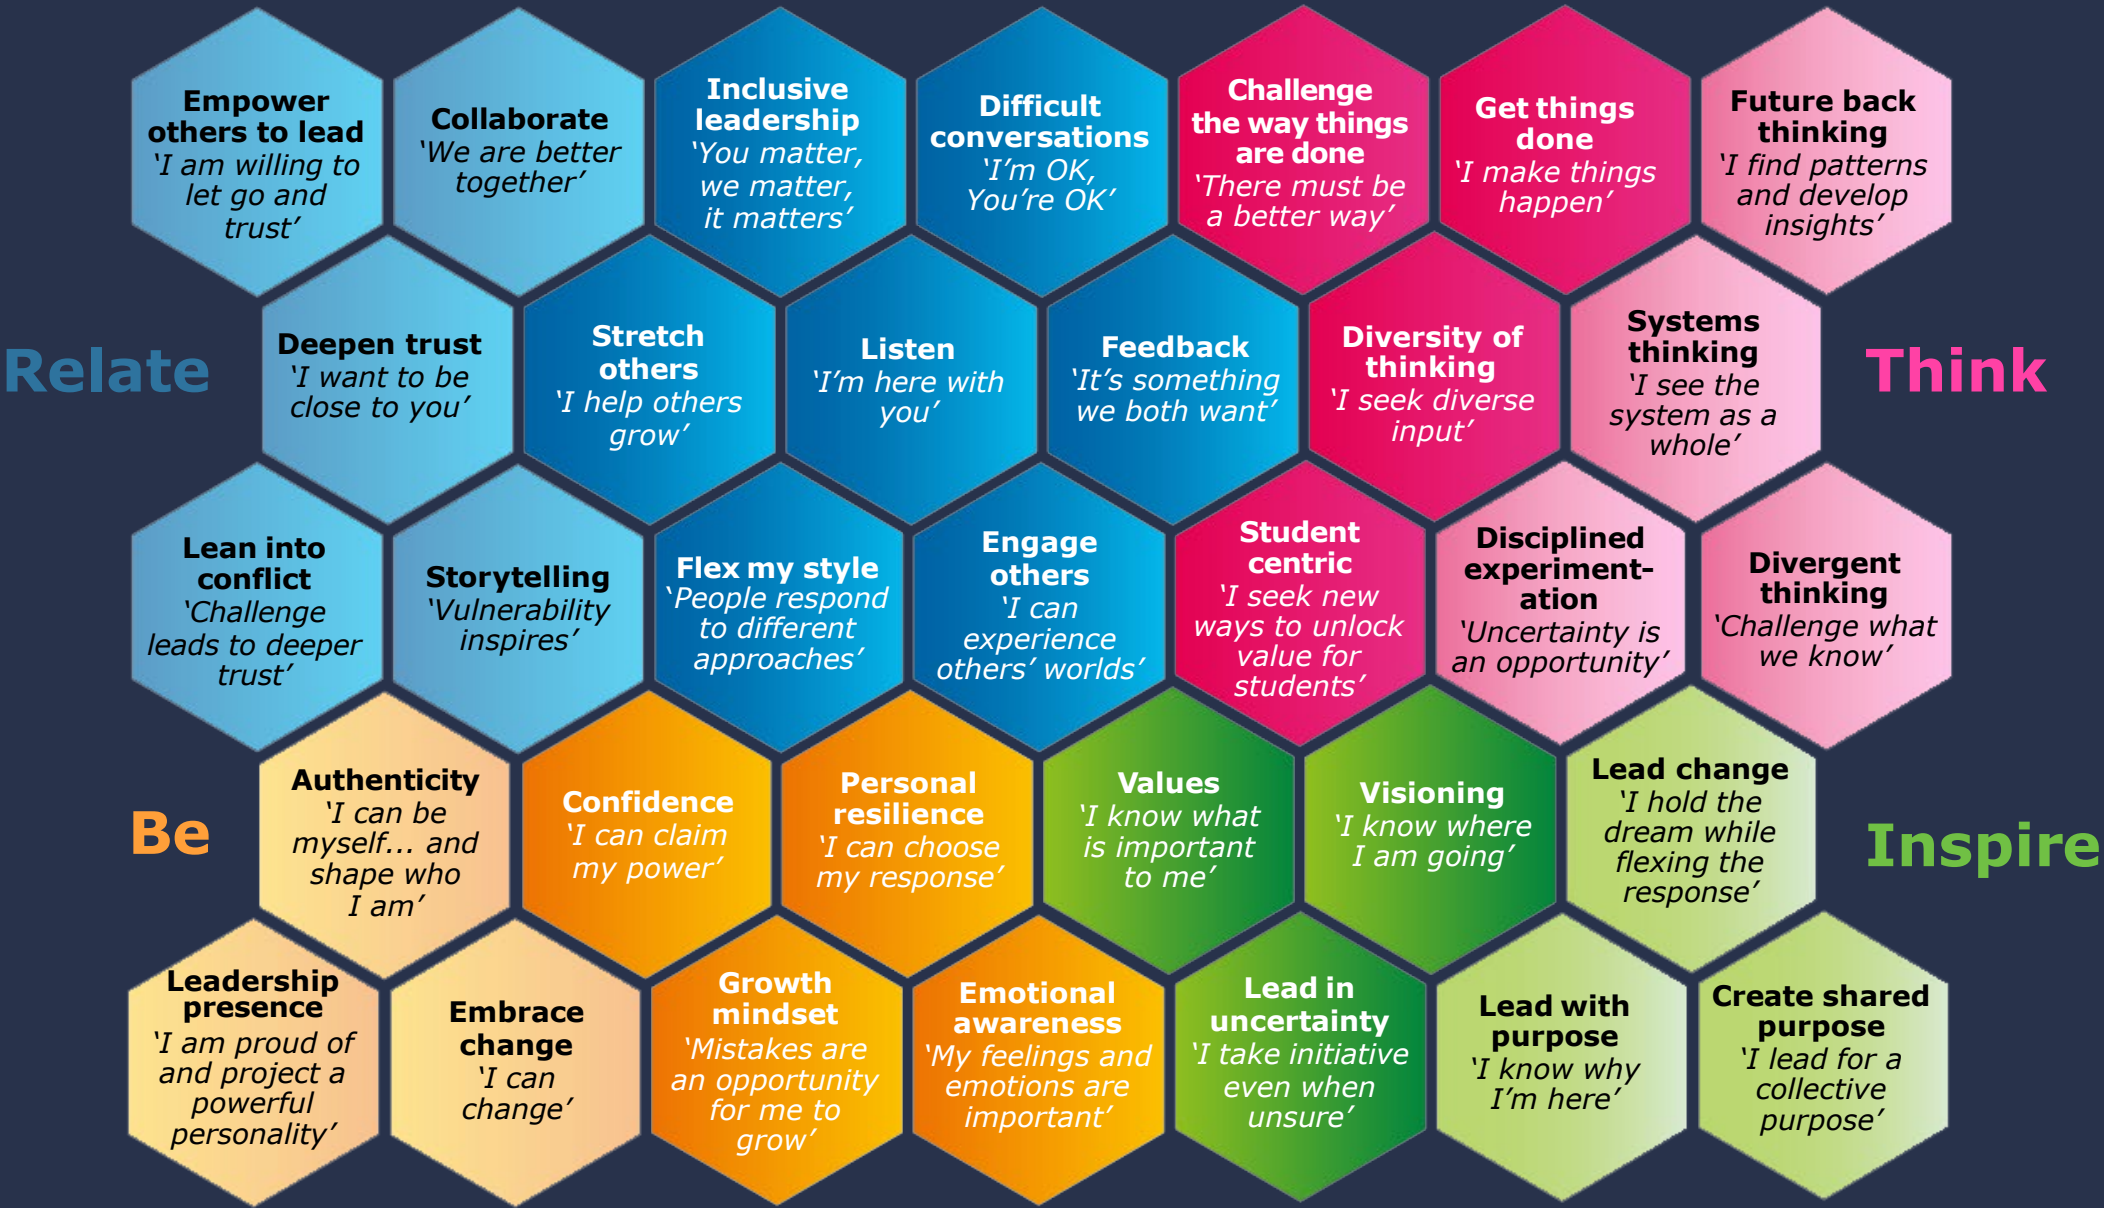 Empower
others to lead
‘I am willing to
let go and
trust’
Collaborate
‘We are better
together’
Inclusive
leadership
‘You matter,
we matter,
it matters’
Difficult
conversations
‘I’m OK,
You’re OK’
Challenge
the way things
are done
‘There must be
a better way’
Get things
done
‘I make things
happen’
Future back
thinking
‘I find patterns
and develop
insights’
Relate
Deepen trust
‘I want to be
close to you’
Stretch
others
‘I help others
grow’
Listen
‘I’m here with
you’
Feedback
‘It’s something
we both want’
Diversity of
thinking
‘I seek diverse
input’
Systems
thinking
‘I see the
system as a
whole’
Think
Lean into
conflict
‘Challenge
leads to deeper
trust’
Storytelling
‘Vulnerability
inspires’
Flex my style
‘People respond
to different
approaches’
Engage
others
‘I can
experience
others’ worlds’
Student
centric
‘I seek new
ways to unlock
value for
students’
Disciplined
experiment-
ation
‘Uncertainty is
an opportunity’
Divergent
thinking
‘Challenge what
we know’
Be
Authenticity
‘I can be
myself... and
shape who
I am’
Confidence
‘I can claim
my power’
Personal
resilience
‘I can choose
my response’
Values
‘I know what
is important
to me’
Visioning
‘I know where
I am going’
Lead change
‘I hold the
dream while
flexing the
response’
Inspire
Leadership
presence
‘I am proud of
and project a
powerful
personality’
Embrace
change
‘I can
change’
Growth
mindset
‘Mistakes are
an opportunity
for me to
grow’
Emotional
awareness
‘My feelings and
emotions are
important’
Lead in
uncertainty
‘I take initiative
even when
unsure’
Lead with
purpose
‘I know why
I’m here’
Create shared
purpose
‘I lead for a
collective
purpose’